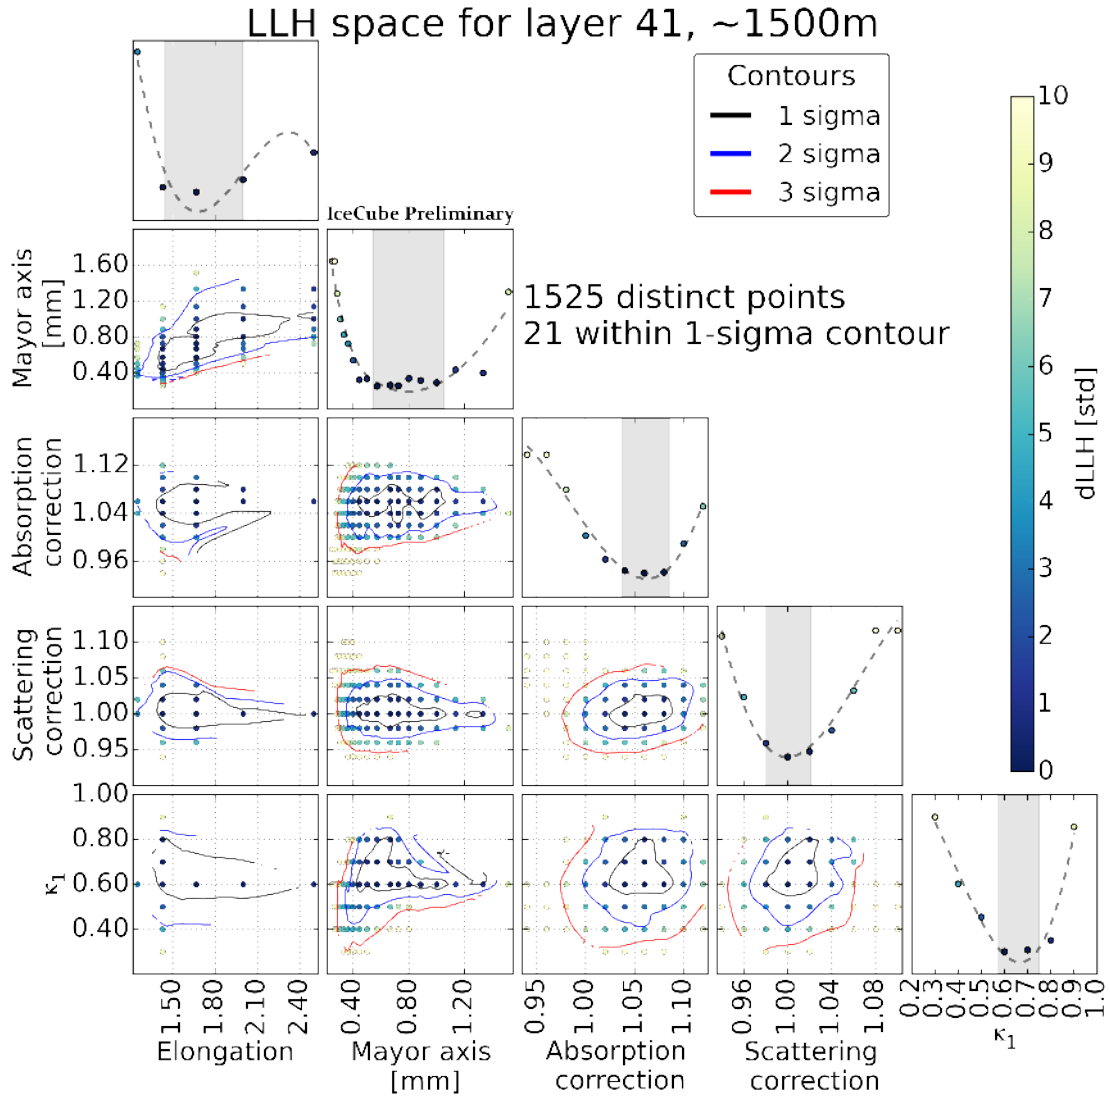 LLH space for layer 41, ~1500m
Contours
1 sigma
2 sigma
3 sigma
IceCube Preliminary
1525 distinct points
21 within 1-sigma contour
Mayor axis
[mm]
1.60
1.20
0.80
0.40
Absorption
correction
1.12
1.04
0.96
Scattering
correction
1.10
1.05
1.00
0.95
κ1
1.00
0.80
0.60
0.40
1.50
1.80
2.10
2.40
Elongation
0.40
1.20
Mayor axis
[mm]
0.95
1.00
1.05
1.10
Absorption
correction
0.96
1.00
1.04
1.08
Scattering
correction
0.2
0.3
0.4
0.5
0.6
0.7
0.8
0.9
1.0
κ1
10
9
8
7
6
5
4
3
2
1
0
dLLH [std]